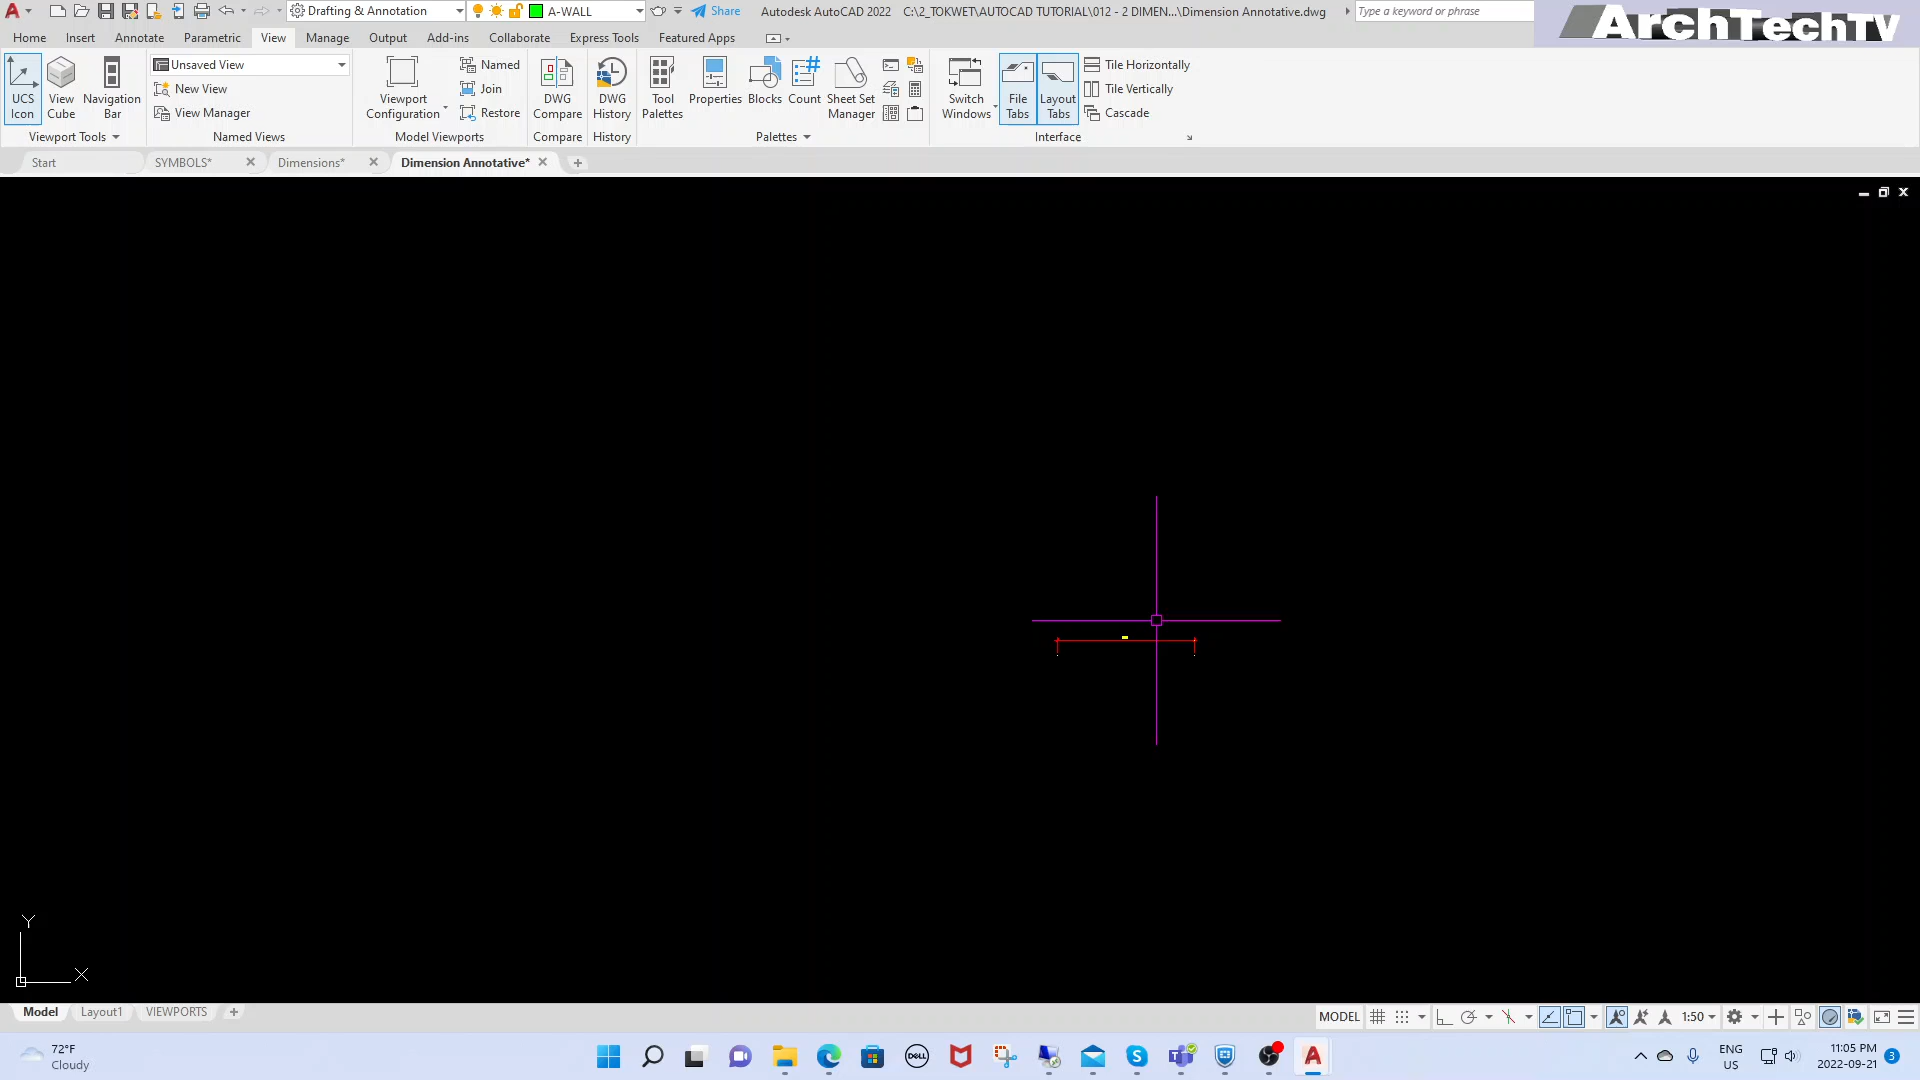 Drafting & Annotation
A-WALL
Share
Autodesk AutoCAD 2022 C:\2_TOKWET\AUTOCAD TUTORIAL\012 - 2 DIMEN...\Dimension Annotative.dwg
Type a keyword or phrase
ArchTechTv
Home Insert Annotate Parametric View Manage Output Add-ins Collaborate Express Tools Featured Apps
UCS Icon
View Cube
Navigation Bar
Viewport Tools
Unsaved View
New View
View Manager
Named Views
Viewport Configuration
Named
Join
Restore
Model Viewports
DWG Compare
Compare
DWG History
History
Tool Palettes
Properties
Blocks
Count
Sheet Set Manager
Palettes
Switch Windows
File Tabs
Layout Tabs
Tile Horizontally
Tile Vertically
Cascade
Interface
Start SYMBOLS* Dimensions* Dimension Annotative*
Y
X
Model Layout1 VIEWPORTS
MODEL
1:50
72°F
Cloudy
DELL
ENG
US
11:05 PM
2022-09-21
3